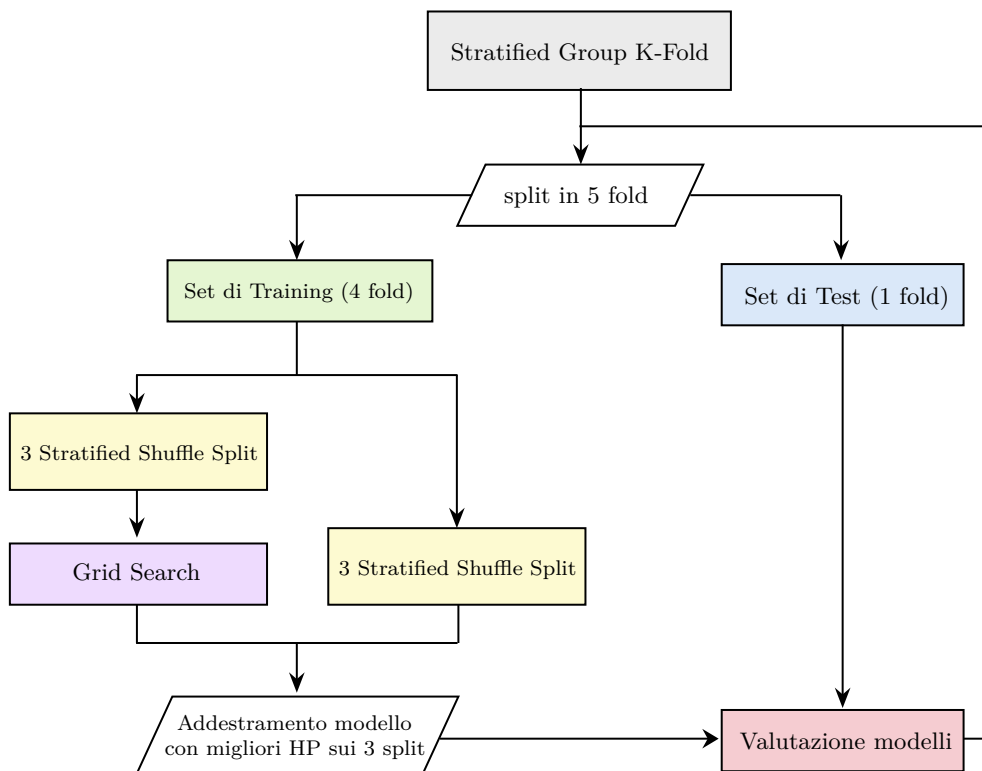 Stratified Group K-Fold
split in 5 fold
Set di Training (4 fold)
Set di Test (1 fold)
3 Stratified Shuffle Split
Grid Search
3 Stratified Shuffle Split
Addestramento modello
con migliori HP sui 3 split
Valutazione modelli